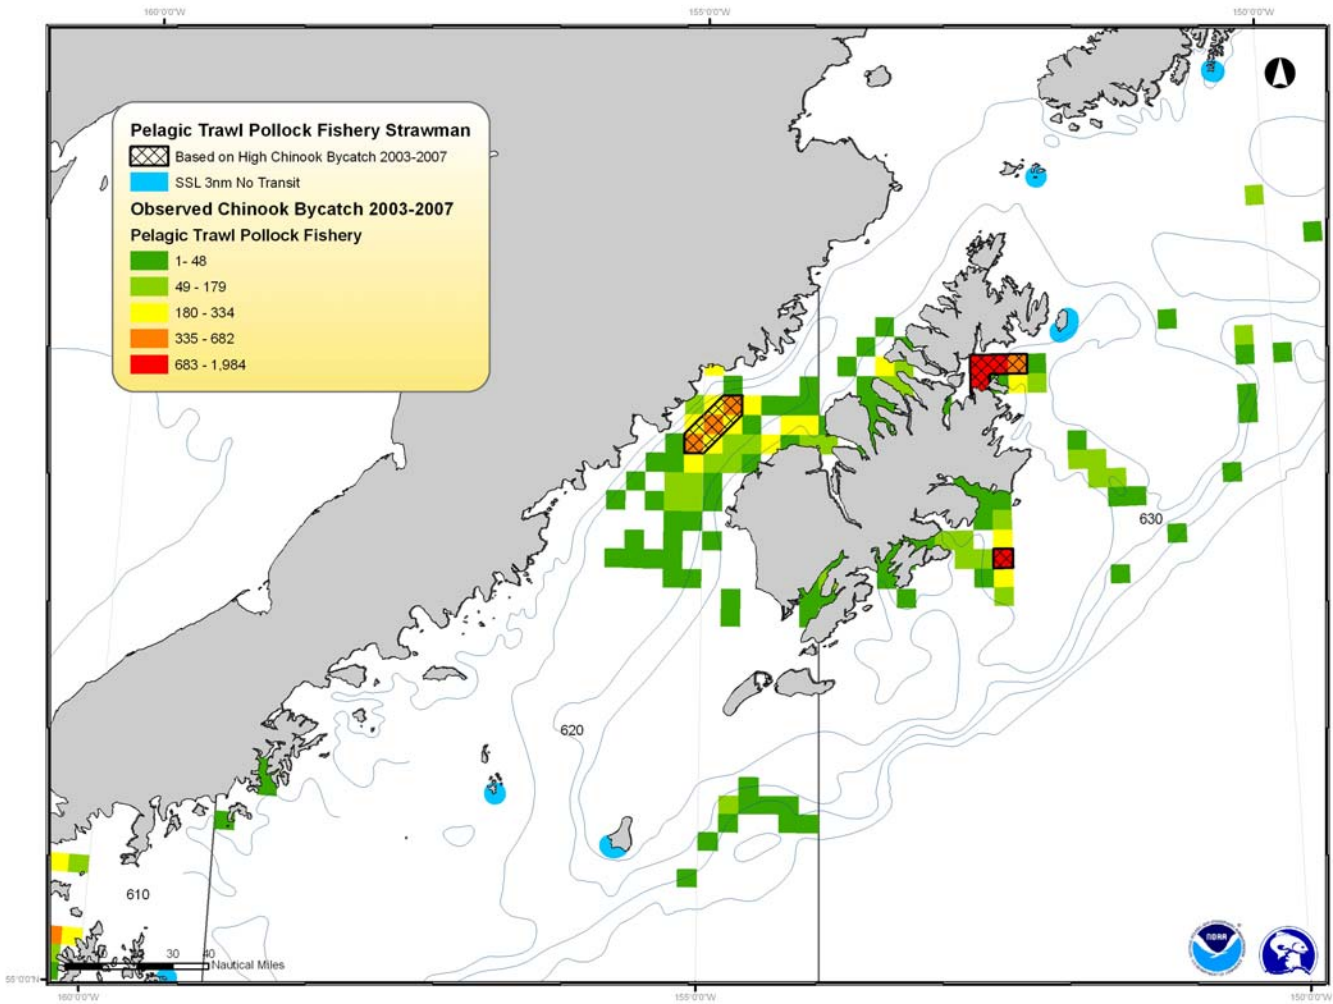 160°0'0"W 155°0'0"W 150°0'0"W
Pelagic Trawl Pollock Fishery Strawman
Based on High Chinook Bycatch 2003-2007
SSL 3nm No Transit
Observed Chinook Bycatch 2003-2007
Pelagic Trawl Pollock Fishery
1- 48
49 - 179
180 - 334
335 - 682
683 - 1,984
630
620
610
NOAA
30 40
Nautical Miles
55°0'0"N
160°0'0"W 155°0'0"W 150°0'0"W